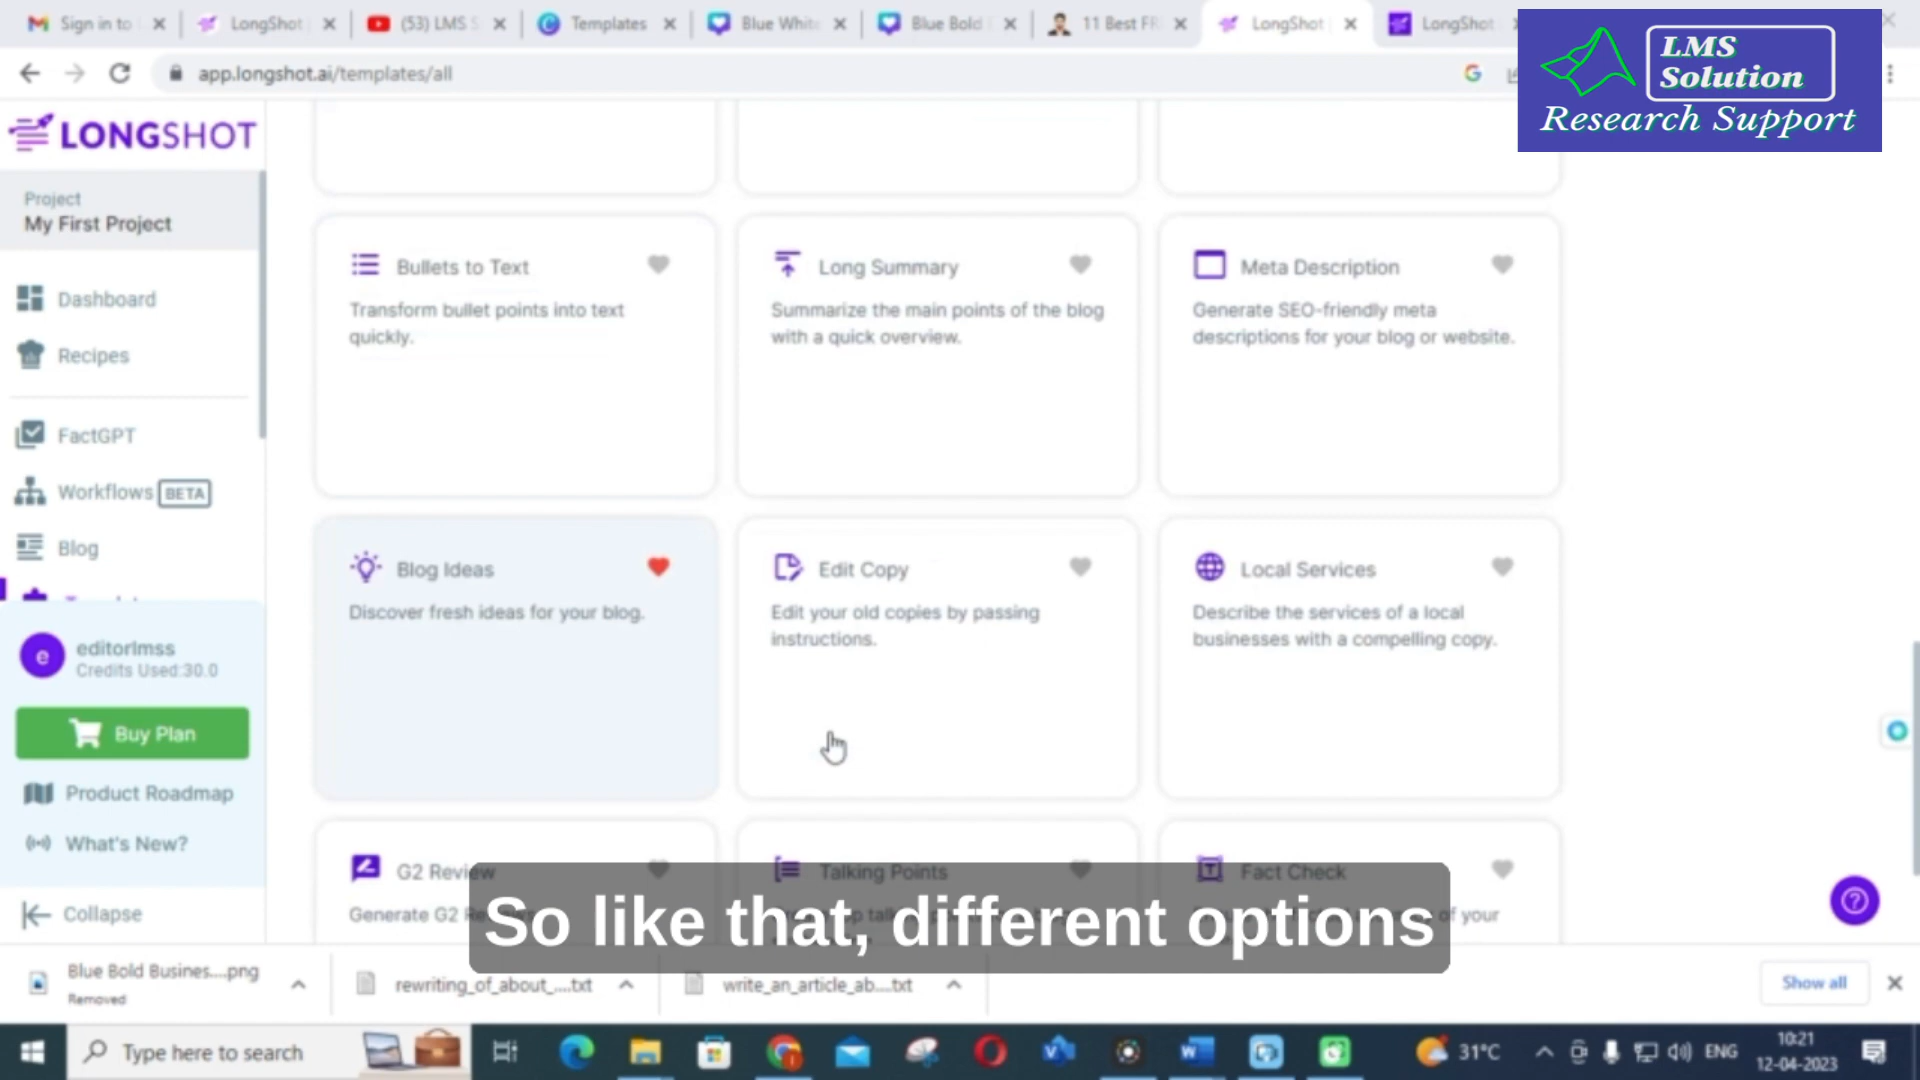 Sign in to
LongShot
(53) LMS S
Templates
Blue White
Blue Bold
11 Best FR
LongShot
LongShot
app.longshot.ai/templates/all
LMS
Solution
Research Support
LONGSHOT
Project
My First Project
Dashboard
Recipes
FactGPT
Workflows BETA
Blog
e
editorlmss
Credits Used:30.0
Buy Plan
Product Roadmap
What's New?
Collapse
Bullets to Text
Transform bullet points into text
quickly.
Long Summary
Summarize the main points of the blog
with a quick overview.
Meta Description
Generate SEO-friendly meta
descriptions for your blog or website.
Blog Ideas
Discover fresh ideas for your blog.
Edit Copy
Edit your old copies by passing
instructions.
Local Services
Describe the services of a local
businesses with a compelling copy.
G2 Review
Generate G2
Talking Points
Fact Check
of your
So like that, different options
Blue Bold Busines....png
Removed
rewriting_of_about_....txt
write_an_article_ab....txt
Show all
Type here to search
31°C
ENG
10:21
12-04-2023